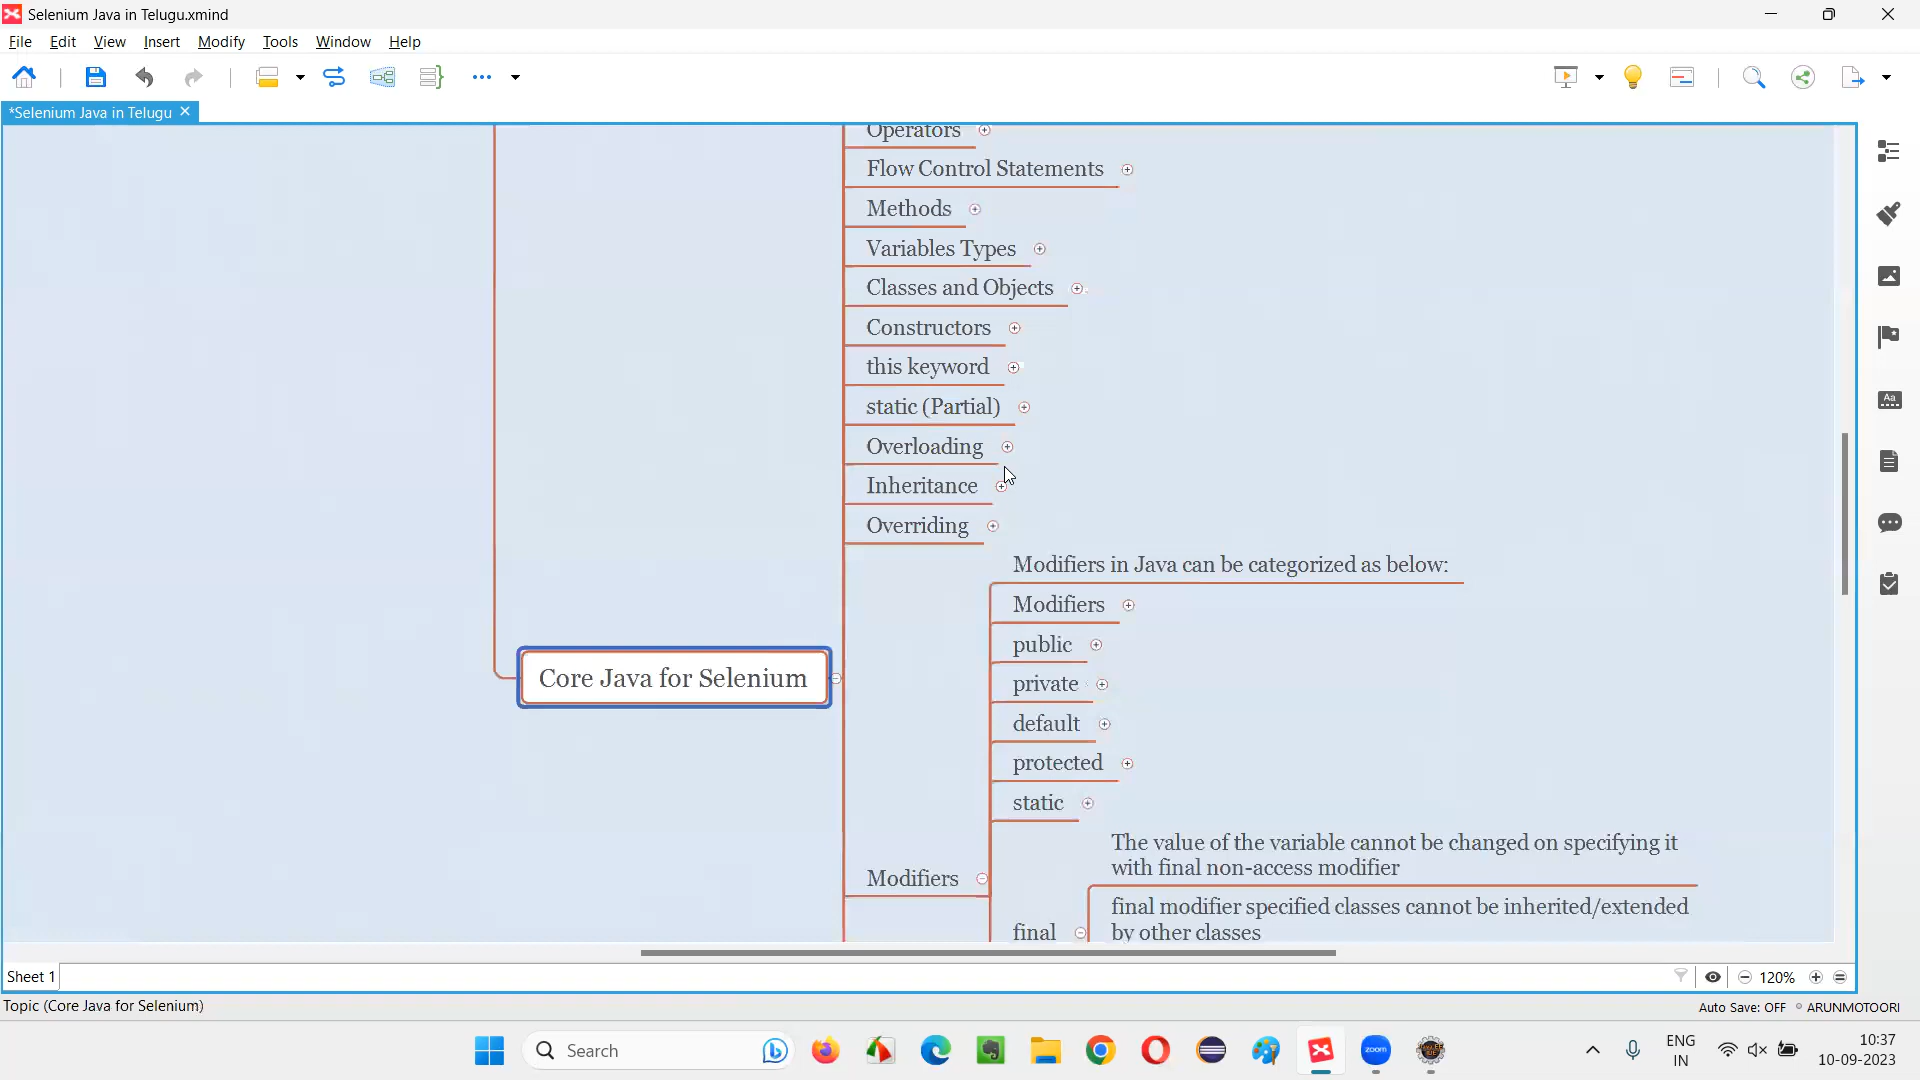 Selenium Java in Telugu.xmind
File Edit View Insert Modify Tools Window Help
*Selenium Java in Telugu
Operators
Flow Control Statements
Methods
Variables Types
Classes and Objects
Constructors
this keyword
static (Partial)
Overloading
Inheritance
Overriding
Modifiers in Java can be categorized as below:
Modifiers
public
Core Java for Selenium
private
default
protected
static
The value of the variable cannot be changed on specifying it
with final non-access modifier
Modifiers
final modifier specified classes cannot be inherited/extended
by other classes
final
Sheet 1
120%
Topic (Core Java for Selenium)
Auto Save: OFF
ARUNMOTOORI
Search
zoom
ENG
IN
10:37
10-09-2023
Aa